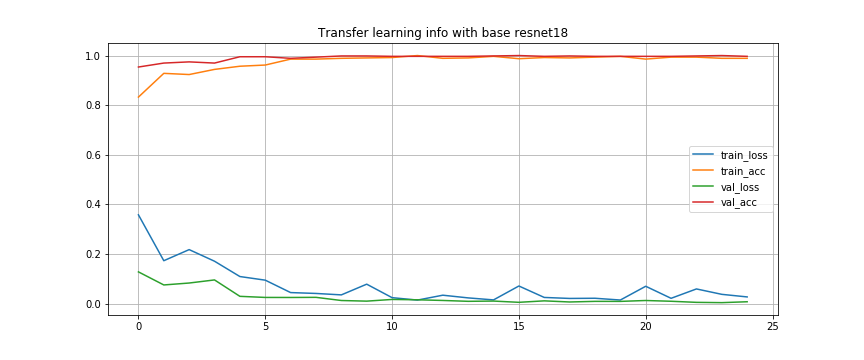 Transfer learning info with base resnet18
1.0
0.8
0.6
0.4
0.2
0.0
train_loss
train_acc
val_loss
val_acc
0 5 10 15 20 25